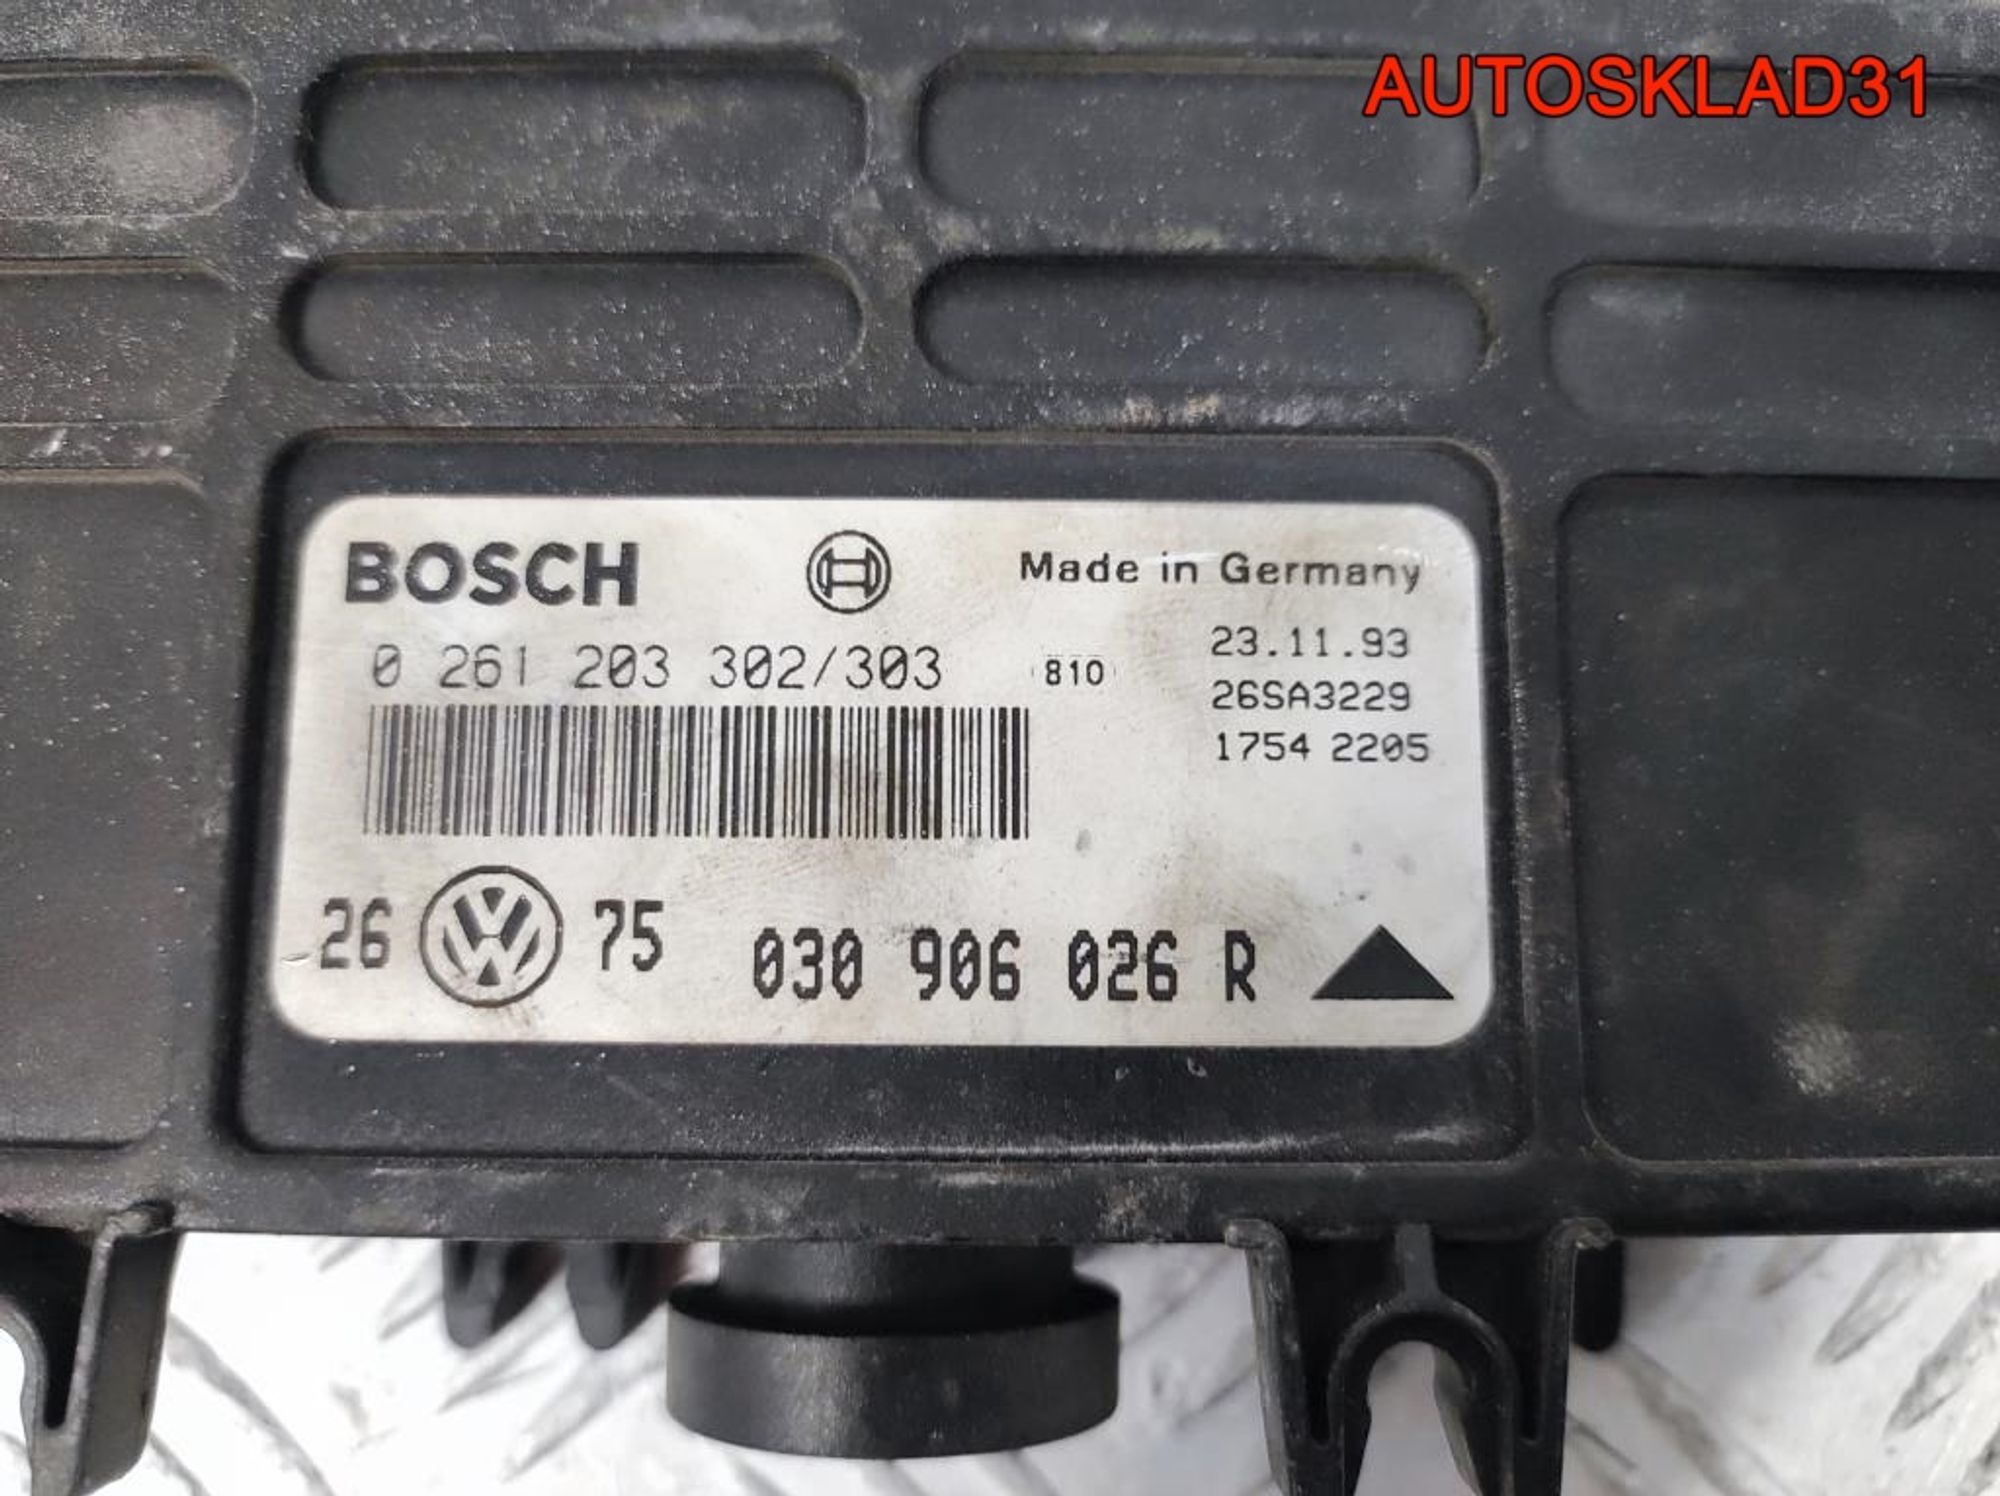 AUTOSKLAD31
BOSCH Made in Germany
0 261 203 302/303 810 23.11.93
26SA3229
1754 2205
26 VW 75 030 906 026 R